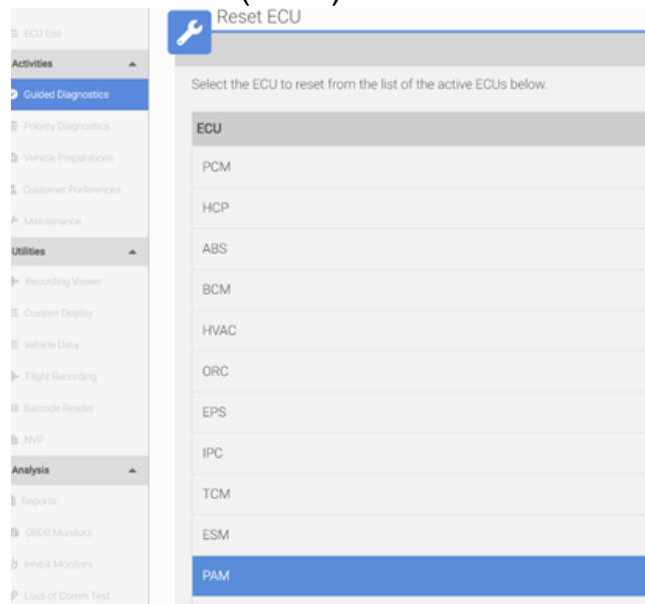 Reset ECU
ECU List
Activities
Guided Diagnostics
Priority Diagnostics
Vehicle Preparations
Customer Preferences
Maintenance
Utilities
Recording Viewer
Custom Display
Vehicle Data
Flight Recording
Barcode Reader
NVP
Analysis
Reports
OBDII Monitors
Inhibit Monitors
Loss of Comm Test
Select the ECU to reset from the list of the active ECUs below.
ECU
PCM
HCP
ABS
BCM
HVAC
ORC
EPS
IPC
TCM
ESM
PAM